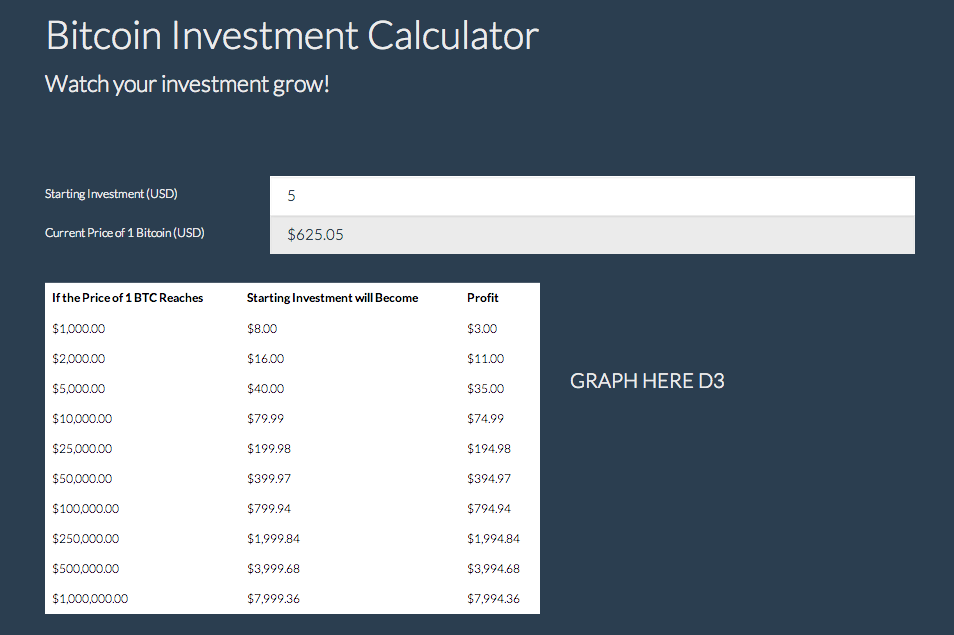 Bitcoin Investment Calculator
Watch your investment grow!
Starting Investment (USD) 5
Current Price of 1 Bitcoin (USD) $625.05
If the Price of 1 BTC Reaches Starting Investment will Become Profit
$1,000.00 $8.00 $3.00
$2,000.00 $16.00 $11.00
GRAPH HERE D3
$5,000.00 $40.00 $35.00
$10,000.00 $79.99 $74.99
$25,000.00 $199.98 $194.98
$50,000.00 $399.97 $394.97
$100,000.00 $799.94 $794.94
$250,000.00 $1,999.84 $1,994.84
$500,000.00 $3,999.68 $3,994.68
$1,000,000.00 $7,999.36 $7,994.36